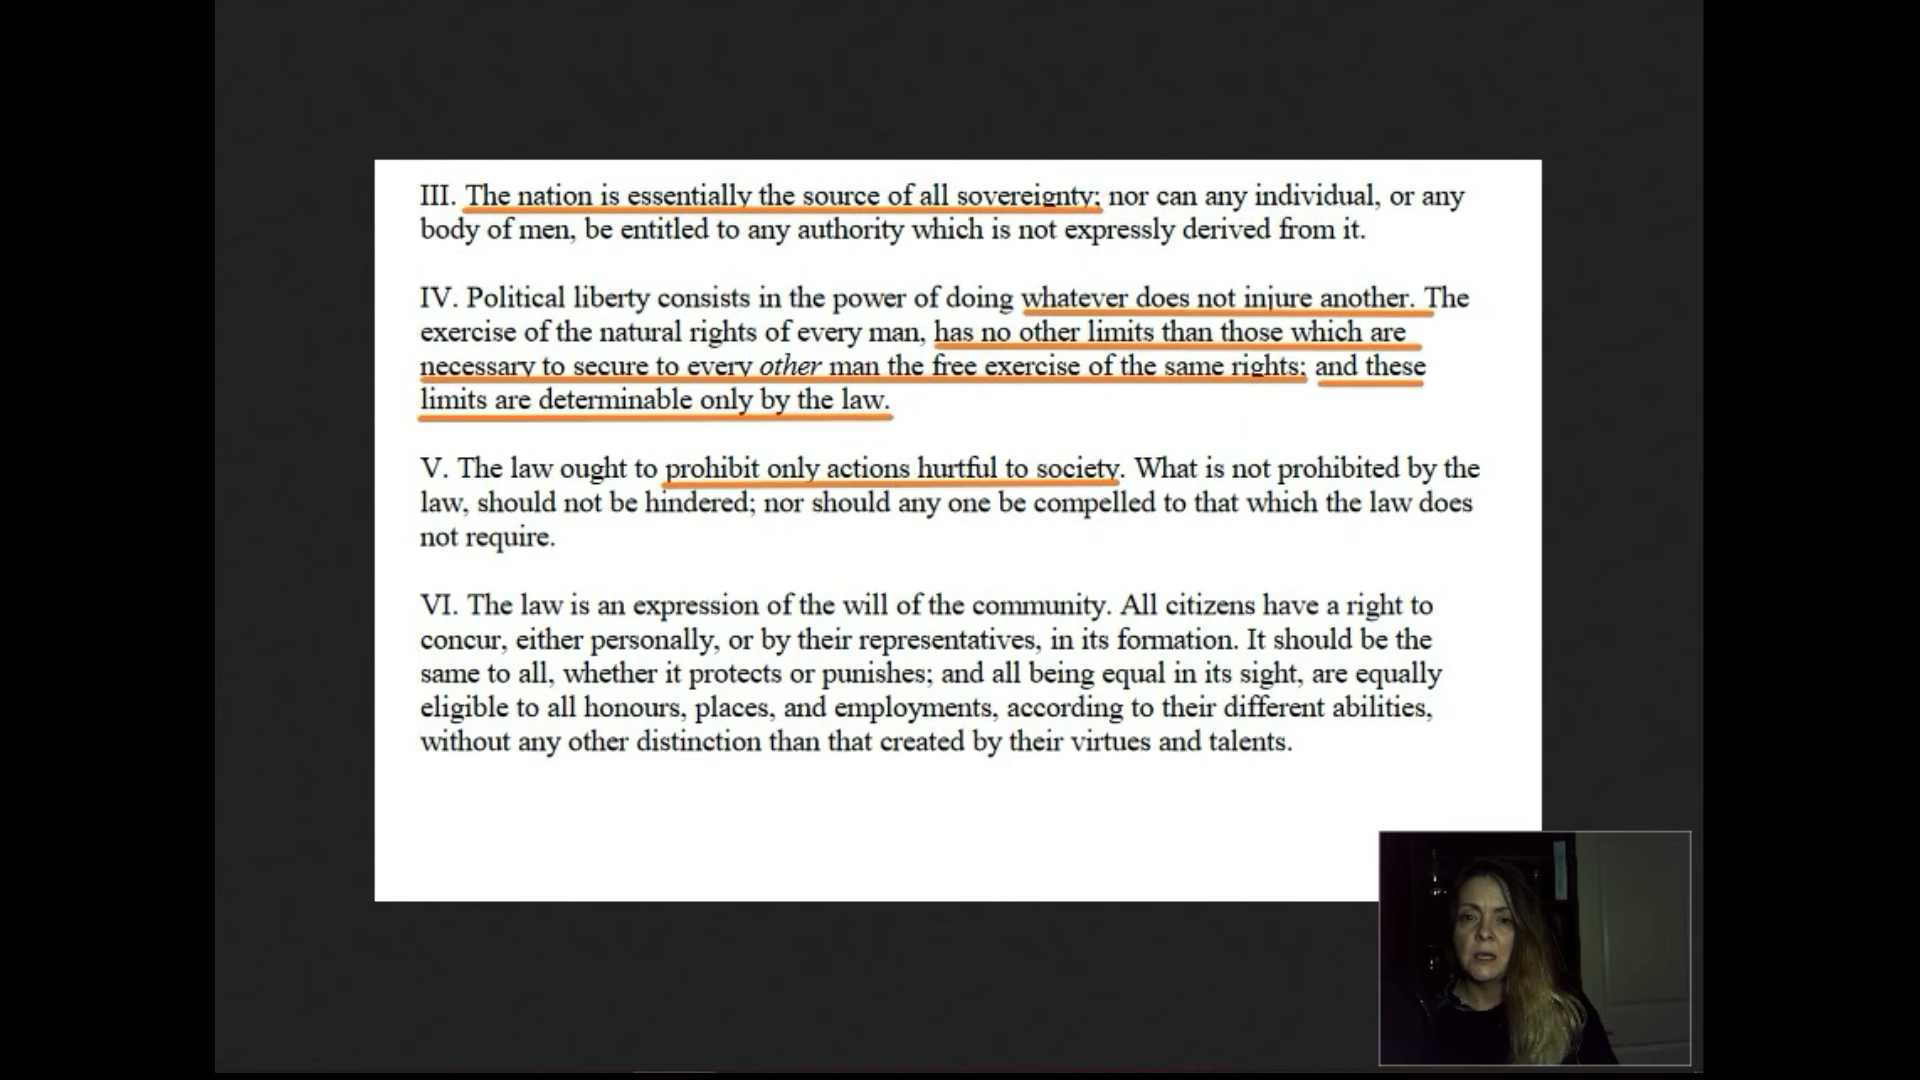 III. The nation is essentially the source of all sovereignty; nor can any individual, or any
body of men, be entitled to any authority which is not expressly derived from it.
IV. Political liberty consists in the power of doing whatever does not injure another. The
exercise of the natural rights of every man, has no other limits than those which are
necessary to secure to every other man the free exercise of the same rights; and these
limits are determinable only by the law.
V. The law ought to prohibit only actions hurtful to society. What is not prohibited by the
law, should not be hindered; nor should any one be compelled to that which the law does
not require.
VI. The law is an expression of the will of the community. All citizens have a right to
concur, either personally, or by their representatives, in its formation. It should be the
same to all, whether it protects or punishes; and all being equal in its sight, are equally
eligible to all honours, places, and employments, according to their different abilities,
without any other distinction than that created by their virtues and talents.